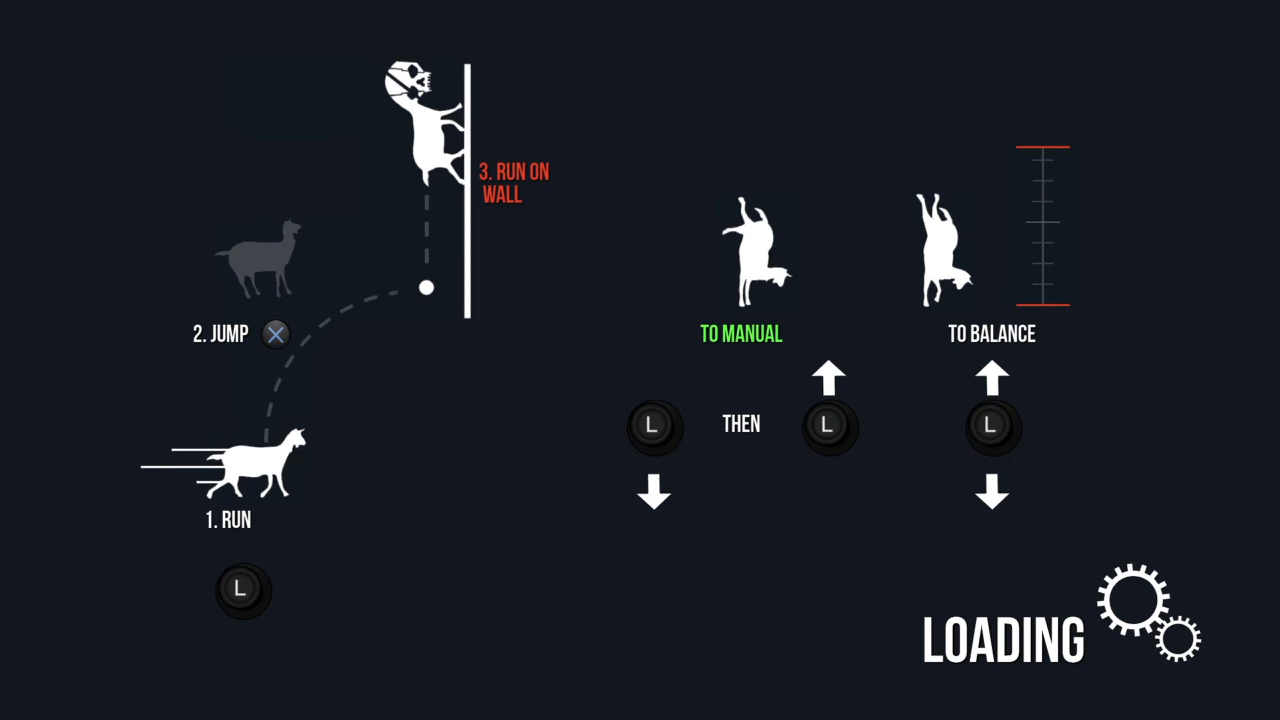 3. RUN ON
WALL
2. JUMP
1. RUN
L
TO MANUAL
L
THEN
L
TO BALANCE
L
LOADING